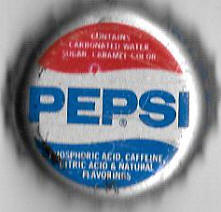 CONTAINS
CARBONATED WATER,
SUGAR, CARAMEL COLOR,
PEPSI
®
PHOSPHORIC ACID, CAFFEINE,
CITRIC ACID & NATURAL
FLAVORINGS